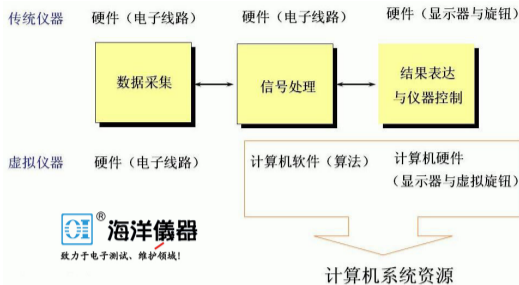 传统仪器 硬件（电子线路） 硬件（电子线路） 硬件（显示器与旋钮）
数据采集
信号处理
结果表达
与仪器控制
虚拟仪器 硬件（电子线路） 计算机软件（算法） 计算机硬件
（显示器与虚拟旋钮）
OI®海洋儀器
致力于电子测试、维护领域!
计算机系统资源